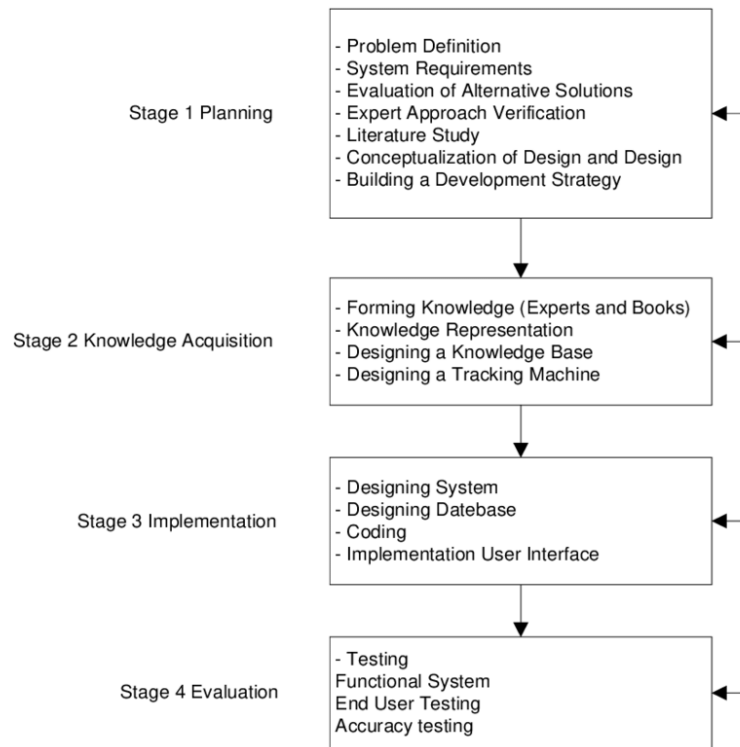 Stage 1 Planning
- Problem Definition
- System Requirements
- Evaluation of Alternative Solutions
- Expert Approach Verification
- Literature Study
- Conceptualization of Design and Design
- Building a Development Strategy
Stage 2 Knowledge Acquisition
- Forming Knowledge (Experts and Books)
- Knowledge Representation
- Designing a Knowledge Base
- Designing a Tracking Machine
Stage 3 Implementation
- Designing System
- Designing Datebase
- Coding
- Implementation User Interface
Stage 4 Evaluation
- Testing
Functional System
End User Testing
Accuracy testing